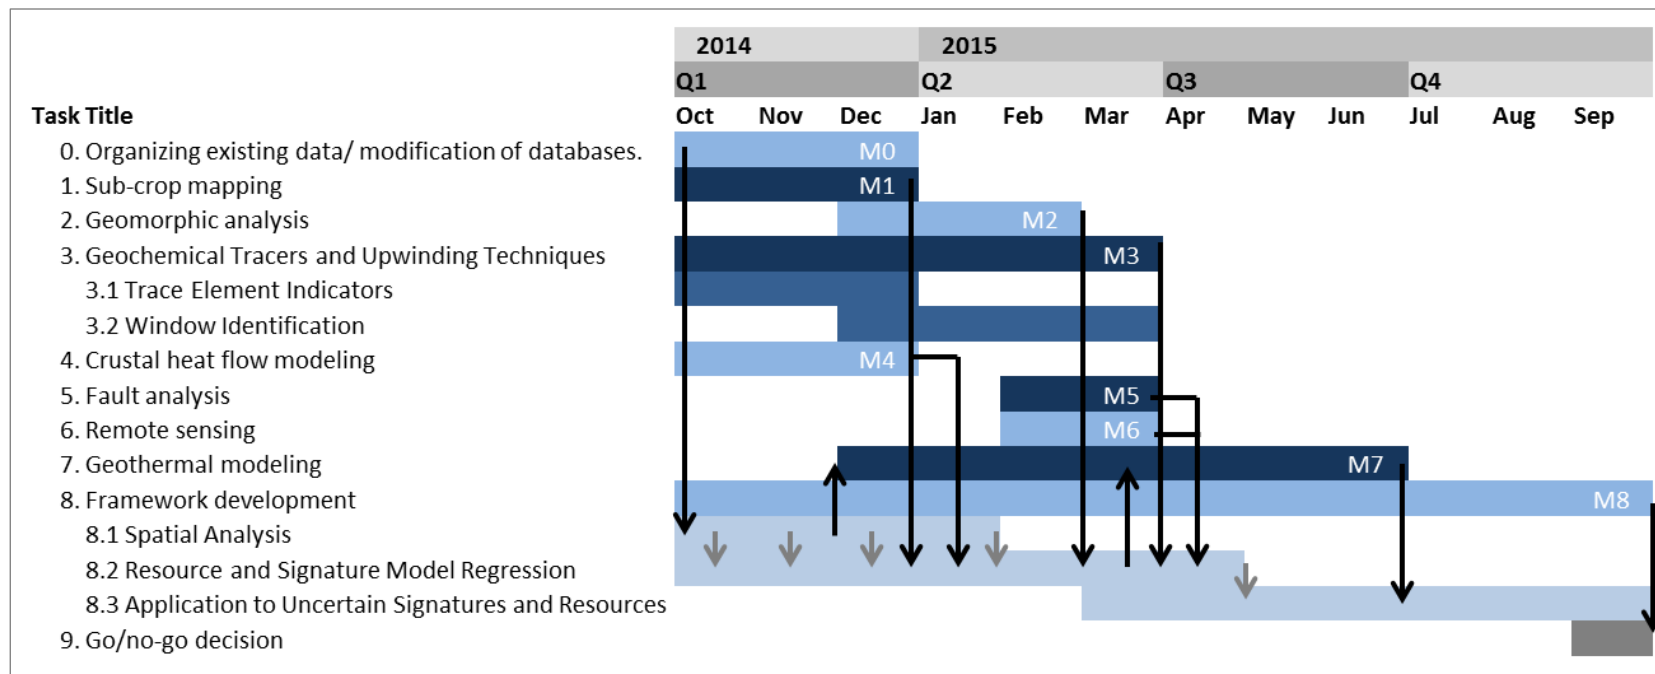 2014 2015
Q1 Q2 Q3 Q4
Task Title Oct Nov Dec Jan Feb Mar Apr May Jun Jul Aug Sep
0. Organizing existing data/ modification of databases. M0
1. Sub-crop mapping M1
2. Geomorphic analysis M2
3. Geochemical Tracers and Upwinding Techniques M3
3.1 Trace Element Indicators
3.2 Window Identification
4. Crustal heat flow modeling M4
5. Fault analysis M5
6. Remote sensing M6
7. Geothermal modeling M7
8. Framework development M8
8.1 Spatial Analysis
8.2 Resource and Signature Model Regression
8.3 Application to Uncertain Signatures and Resources
9. Go/no-go decision